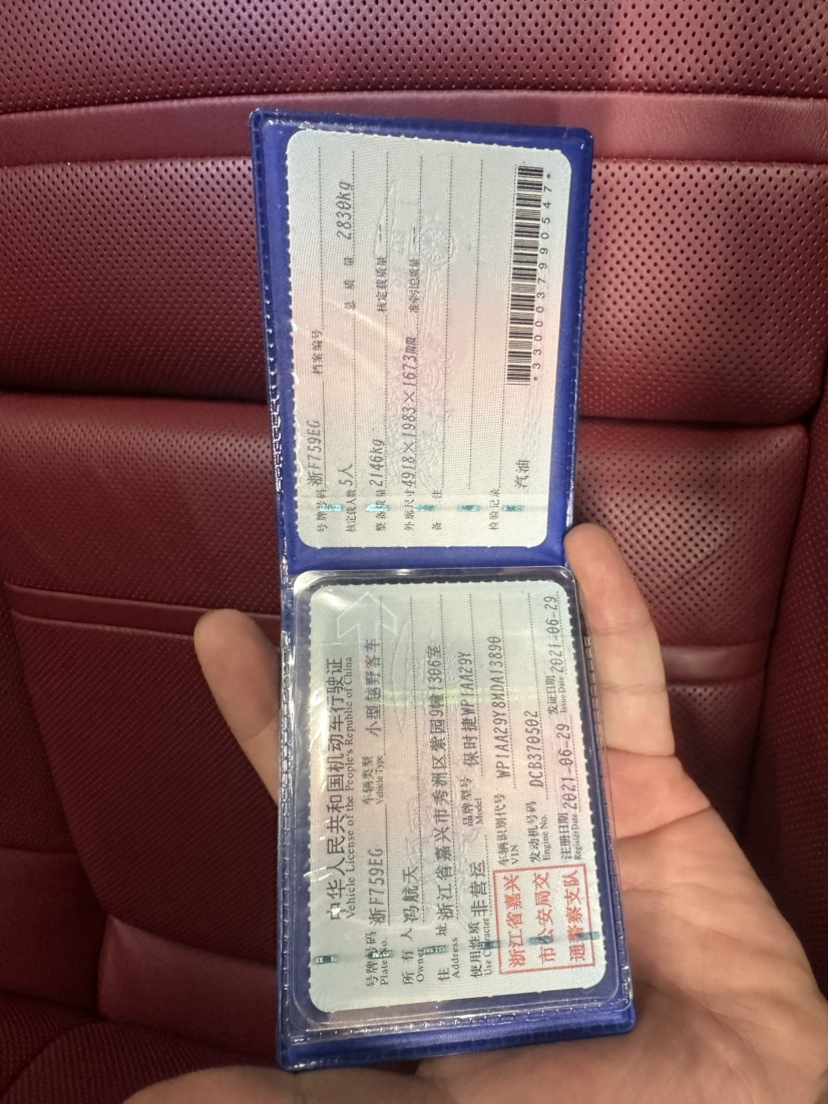 中华人民共和国机动车行驶证
Vehicle License of the People's Republic of China
号牌号码 浙F759EG 车辆类型 小型越野客车
Plate No. Vehicle Type
所有人 冯航天
Owner
住址 浙江省嘉兴市秀洲区紫园9幢1306室
Address
使用性质 非营运 品牌型号 保时捷WP1AA29Y
Use Character Model
浙江省嘉兴
市公安局交
通警察支队
车辆识别代号 WP1AA29Y8MDA13890
VIN
发动机号码 DCB370502
Engine No.
注册日期 2021-06-29 发证日期 2021-06-29
Register Date Issue Date
号牌号码 浙F759EG 档案编号
核定载人数 5人 总质量 2830kg
整备质量 2146kg 核定载质量 --
外廓尺寸 4918×1983×1673mm 准牵引总质量 --
备注
检验记录
汽油
*3300037990547*